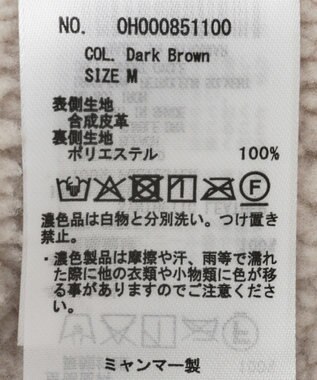 NO. OH000851100
COL. Dark Brown
SIZE M
表側生地
合成皮革
裏側生地
ポリエステル 100%
F
濃色品は白物と分別洗い。つけ置き
禁止。
・濃色製品は摩擦や汗、雨等で濡れ
た際に他の衣類や小物類に色が移
る事がありますのでご注意くださ
い。
ミャンマー製